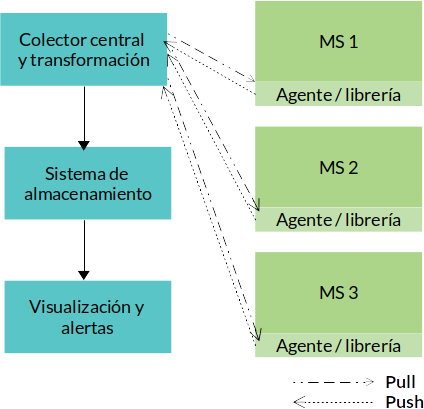 Colector central
y transformación
Sistema de
almacenamiento
Visualización y
alertas
MS 1
Agente / librería
MS 2
Agente / librería
MS 3
Agente / librería
Pull
Push